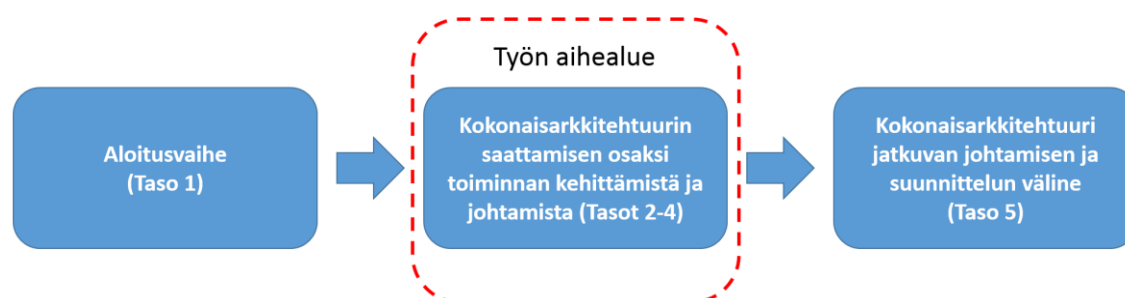 Työn aihealue
Aloitusvaihe
(Taso 1)
Kokonaisarkkitehtuurin
saattamisen osaksi
toiminnan kehittämistä ja
johtamista (Tasot 2-4)
Kokonaisarkkitehtuuri
jatkuvan johtamisen ja
suunnittelun väline
(Taso 5)